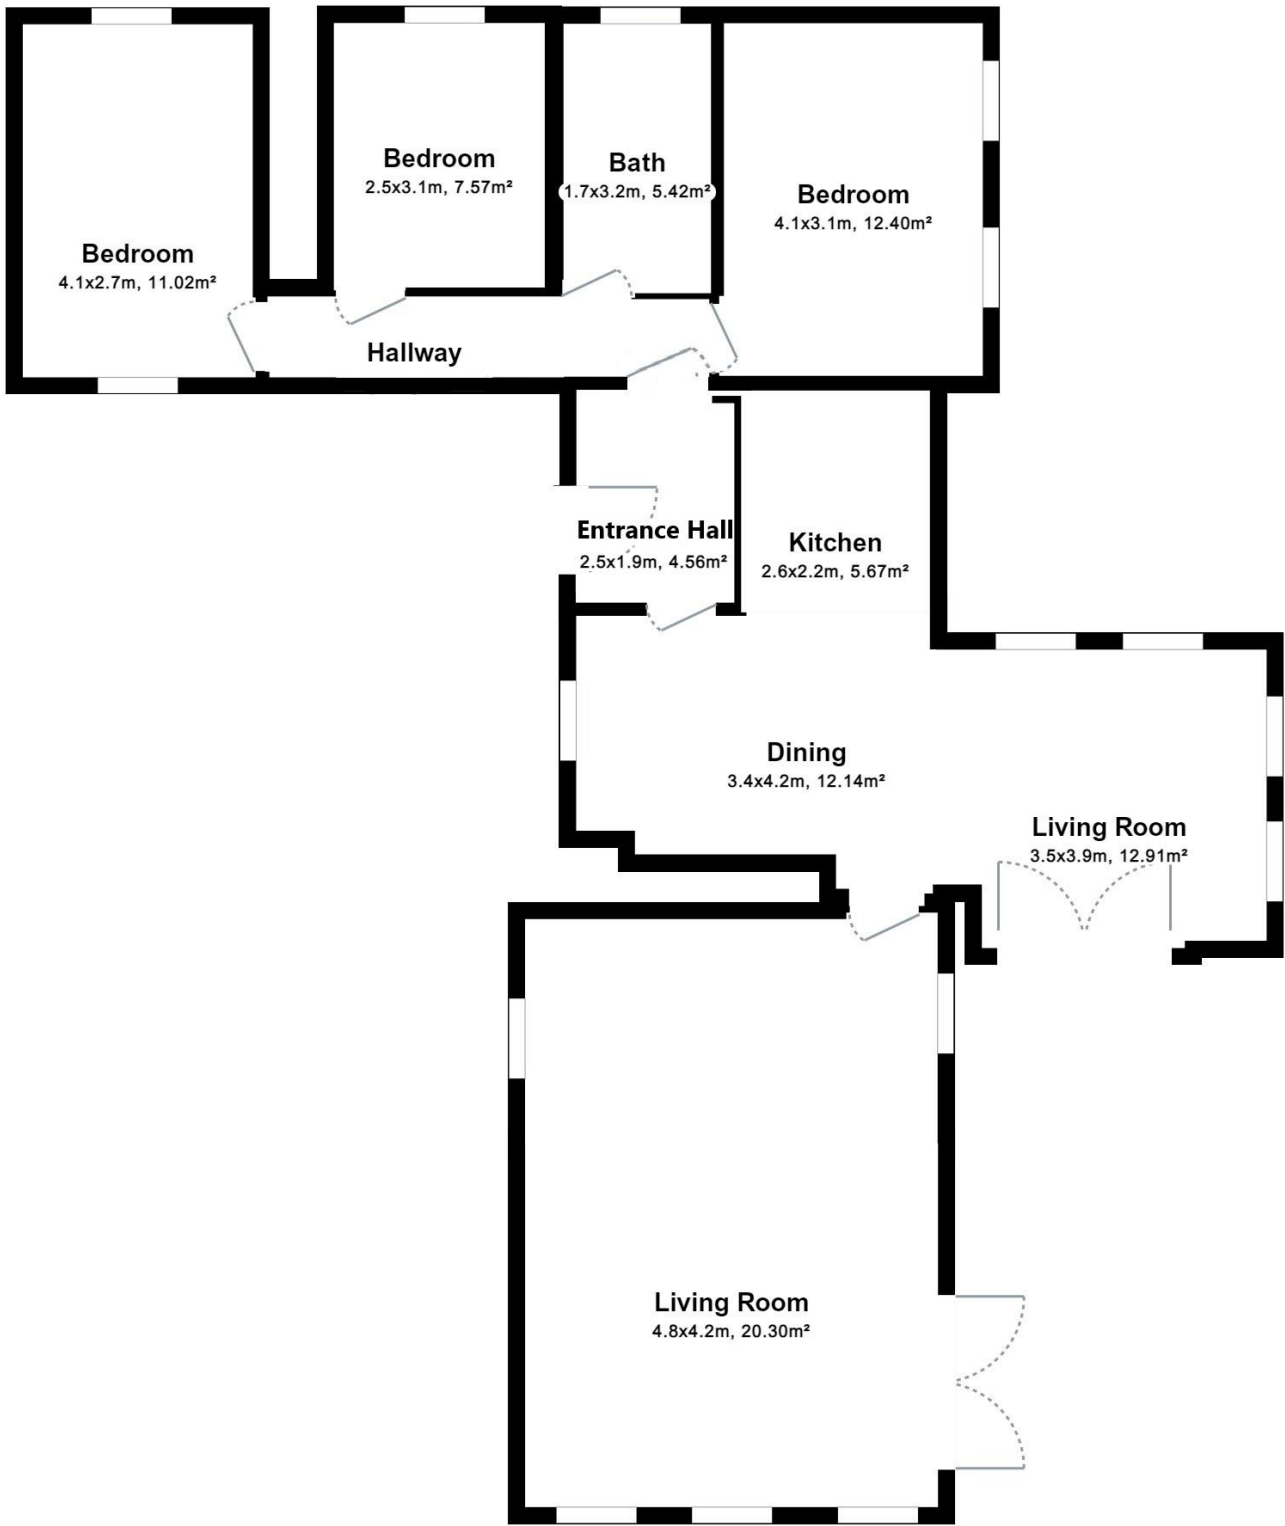 Bedroom
2.5x3.1m, 7.57m²
Bath
1.7x3.2m, 5.42m²
Bedroom
4.1x3.1m, 12.40m²
Bedroom
4.1x2.7m, 11.02m²
Hallway
Entrance Hall
2.5x1.9m, 4.56m²
Kitchen
2.6x2.2m, 5.67m²
Dining
3.4x4.2m, 12.14m²
Living Room
3.5x3.9m, 12.91m²
Living Room
4.8x4.2m, 20.30m²